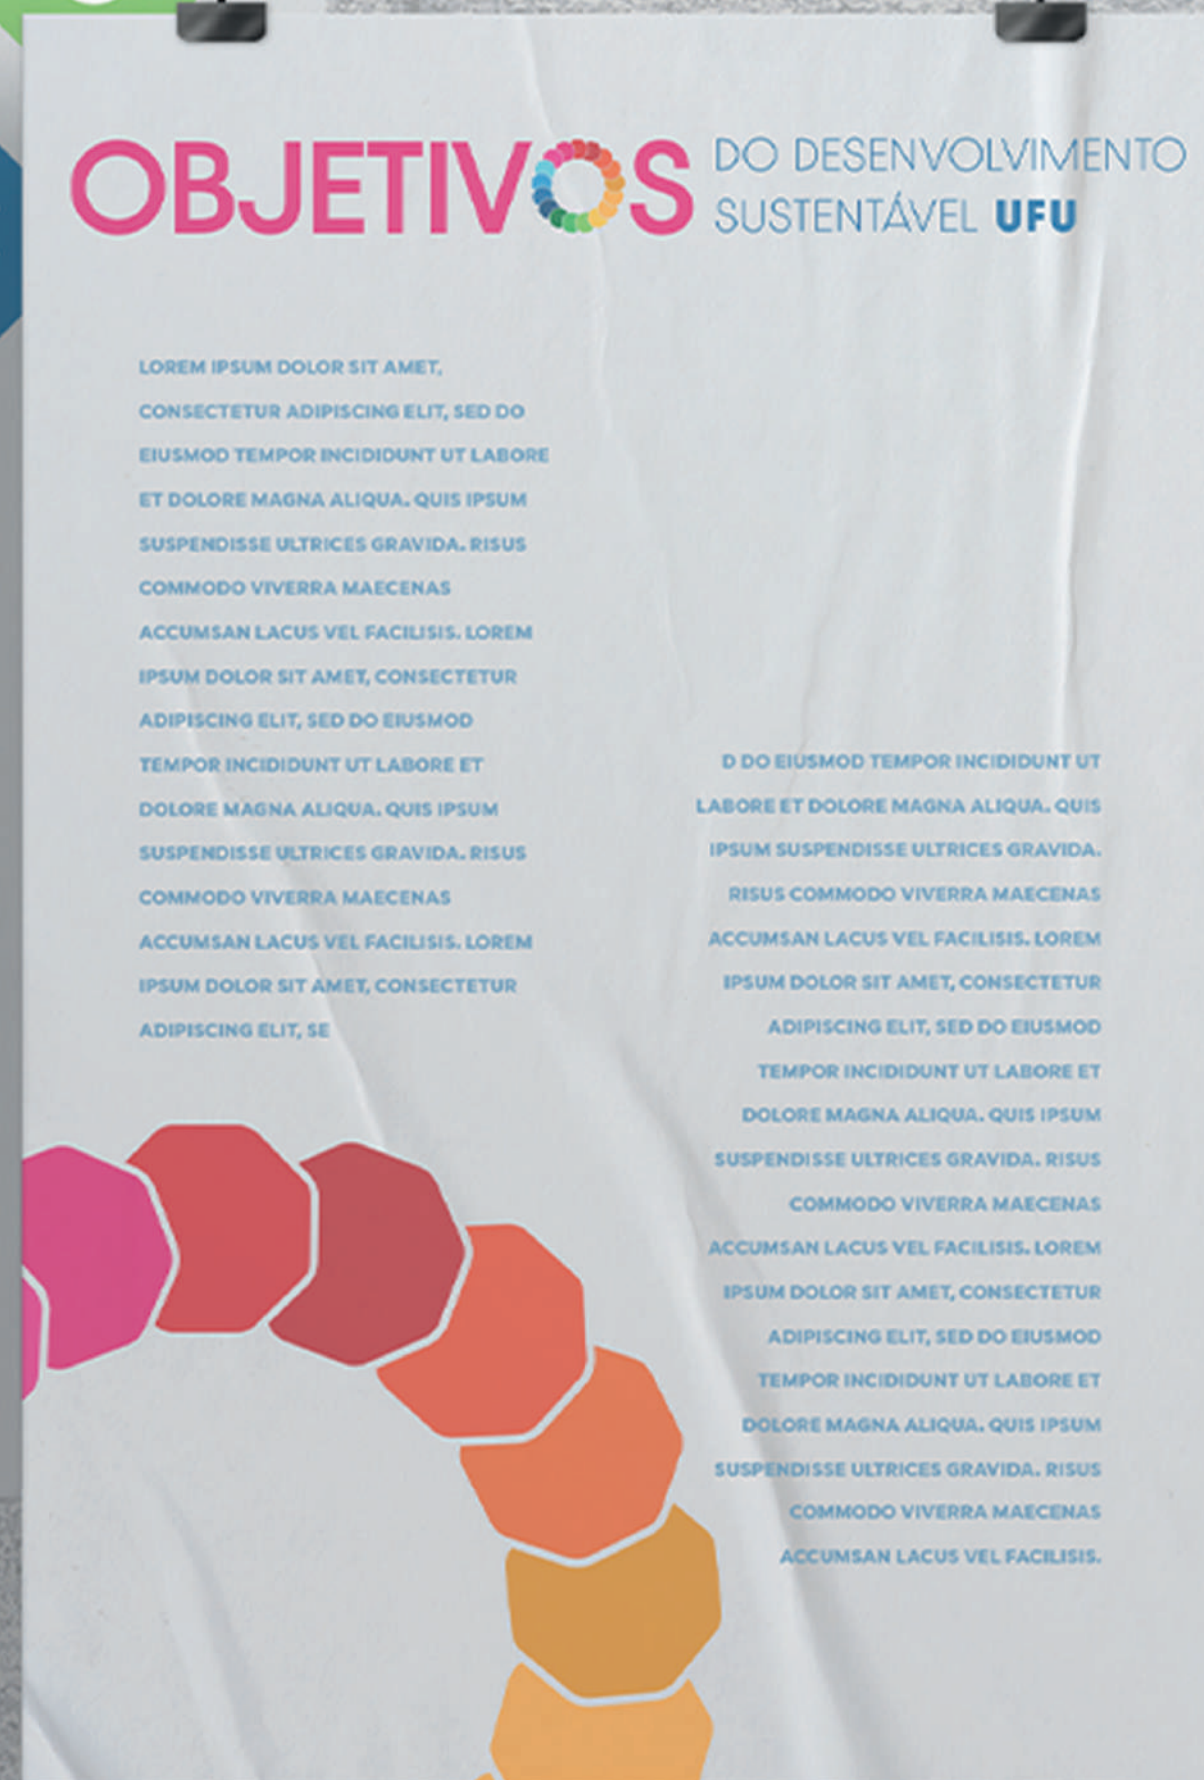 OBJETIVOS
DO DESENVOLVIMENTO
SUSTENTÁVEL UFU
LOREM IPSUM DOLOR SIT AMET,
CONSECTETUR ADIPISCING ELIT, SED DO
EIUSMOD TEMPOR INCIDIDUNT UT LABORE
ET DOLORE MAGNA ALIQUA. QUIS IPSUM
SUSPENDISSE ULTRICES GRAVIDA. RISUS
COMMODO VIVERRA MAECENAS
ACCUMSAN LACUS VEL FACILISIS. LOREM
IPSUM DOLOR SIT AMET, CONSECTETUR
ADIPISCING ELIT, SED DO EIUSMOD
TEMPOR INCIDIDUNT UT LABORE ET
DOLORE MAGNA ALIQUA. QUIS IPSUM
SUSPENDISSE ULTRICES GRAVIDA. RISUS
COMMODO VIVERRA MAECENAS
ACCUMSAN LACUS VEL FACILISIS. LOREM
IPSUM DOLOR SIT AMET, CONSECTETUR
ADIPISCING ELIT, SE
D DO EIUSMOD TEMPOR INCIDIDUNT UT
LABORE ET DOLORE MAGNA ALIQUA. QUIS
IPSUM SUSPENDISSE ULTRICES GRAVIDA.
RISUS COMMODO VIVERRA MAECENAS
ACCUMSAN LACUS VEL FACILISIS. LOREM
IPSUM DOLOR SIT AMET, CONSECTETUR
ADIPISCING ELIT, SED DO EIUSMOD
TEMPOR INCIDIDUNT UT LABORE ET
DOLORE MAGNA ALIQUA. QUIS IPSUM
SUSPENDISSE ULTRICES GRAVIDA. RISUS
COMMODO VIVERRA MAECENAS
ACCUMSAN LACUS VEL FACILISIS. LOREM
IPSUM DOLOR SIT AMET, CONSECTETUR
ADIPISCING ELIT, SED DO EIUSMOD
TEMPOR INCIDIDUNT UT LABORE ET
DOLORE MAGNA ALIQUA. QUIS IPSUM
SUSPENDISSE ULTRICES GRAVIDA. RISUS
COMMODO VIVERRA MAECENAS
ACCUMSAN LACUS VEL FACILISIS.